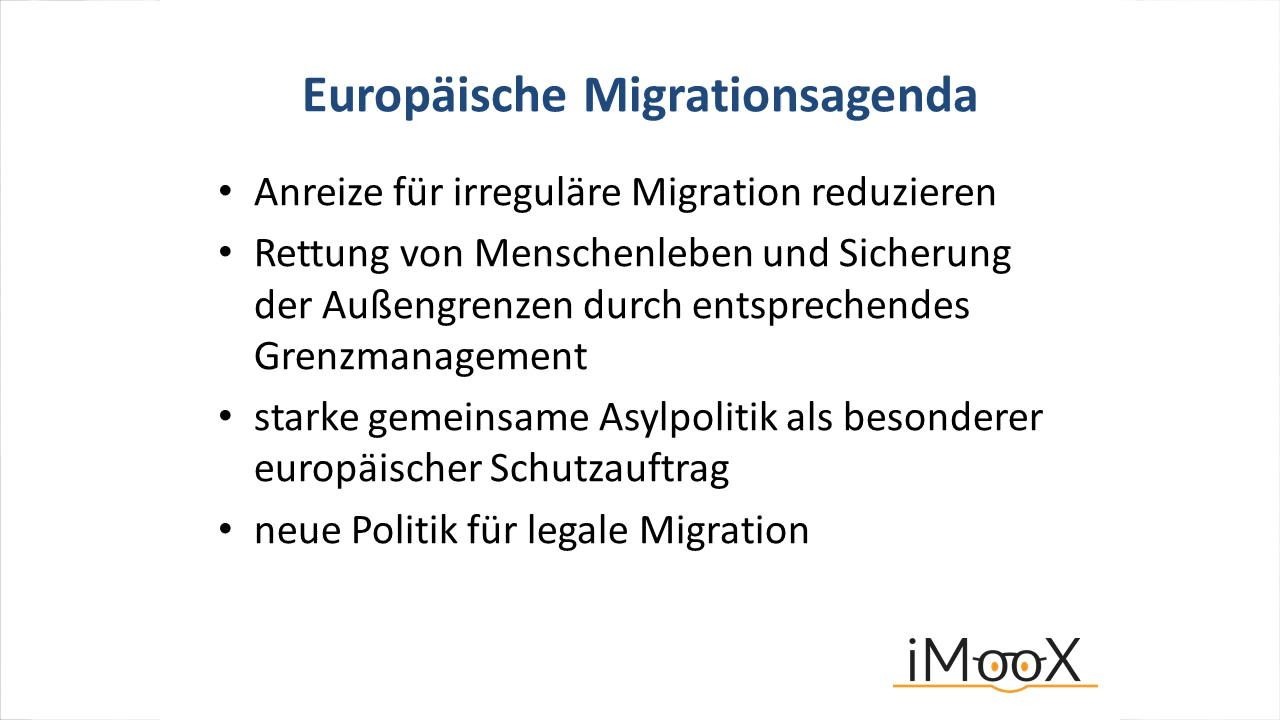 Europäische Migrationsagenda
• Anreize für irreguläre Migration reduzieren
• Rettung von Menschenleben und Sicherung
der Außengrenzen durch entsprechendes
Grenzmanagement
• starke gemeinsame Asylpolitik als besonderer
europäischer Schutzauftrag
• neue Politik für legale Migration
iMooX